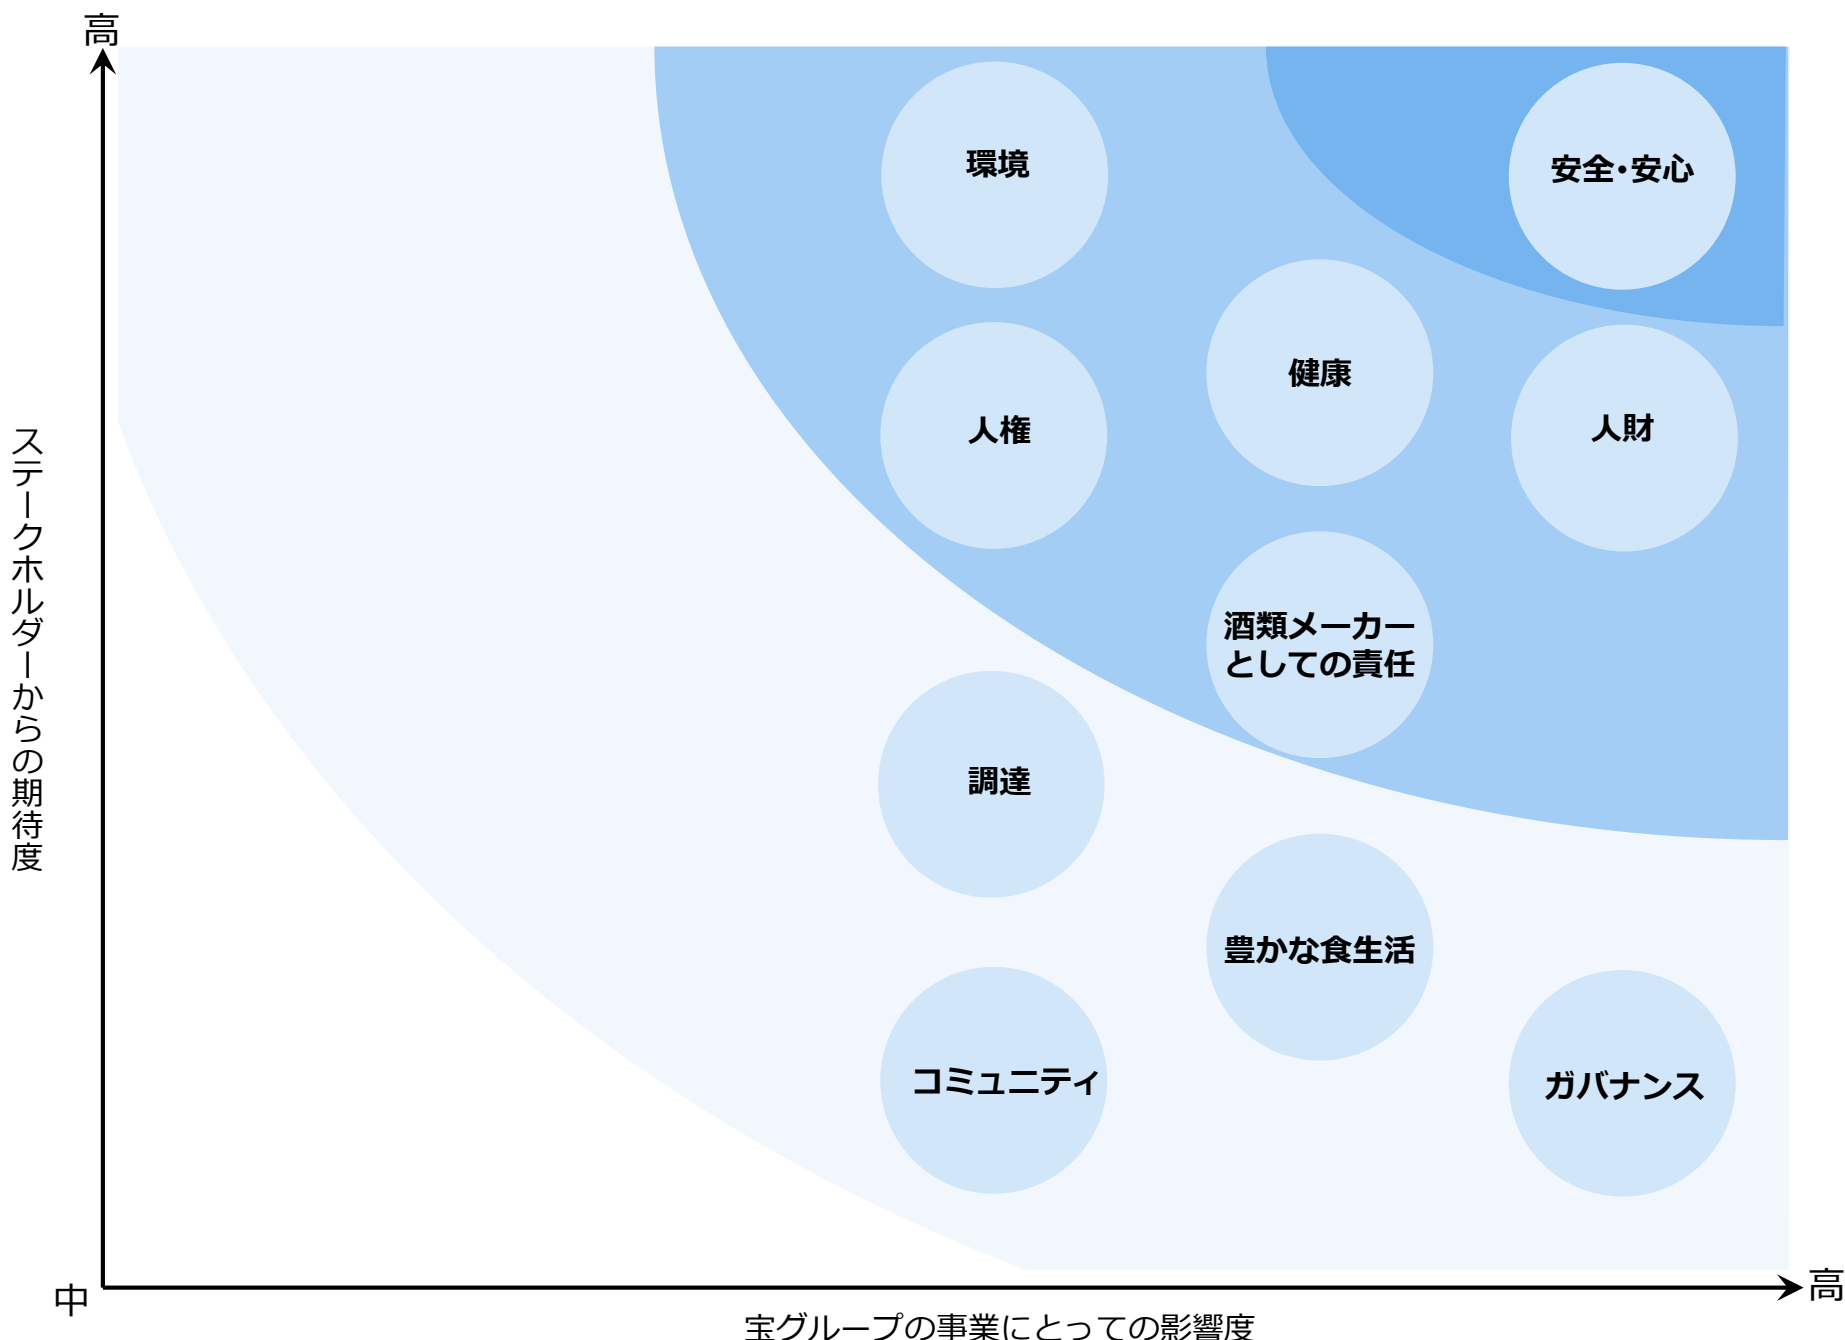 高
環境
安全・安心
健康
人権
人財
酒類メーカー
としての責任
調達
豊かな食生活
コミュニティ
ガバナンス
ステークホルダーからの期待度
中
高
宝グループの事業にとっての影響度